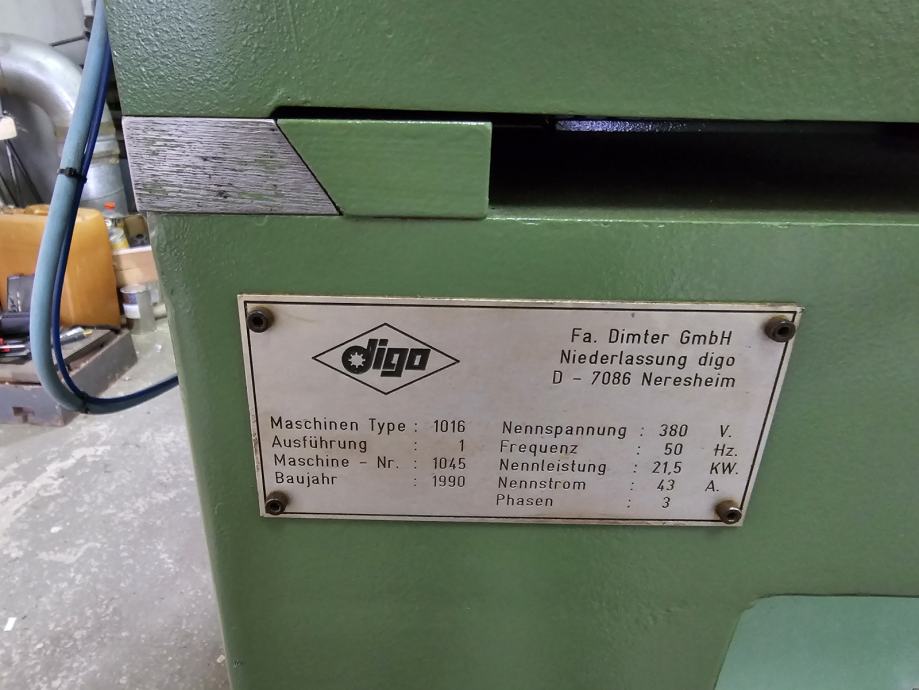 digo
Fa. Dimter GmbH
Niederlassung digo
D - 7086 Neresheim
Maschinen Type : 1016
Ausführung : 1
Maschine - Nr. : 1045
Baujahr : 1990
Nennspannung : 380 V.
Frequenz : 50 Hz.
Nennleistung : 21,5 KW.
Nennstrom : 43 A.
Phasen : 3